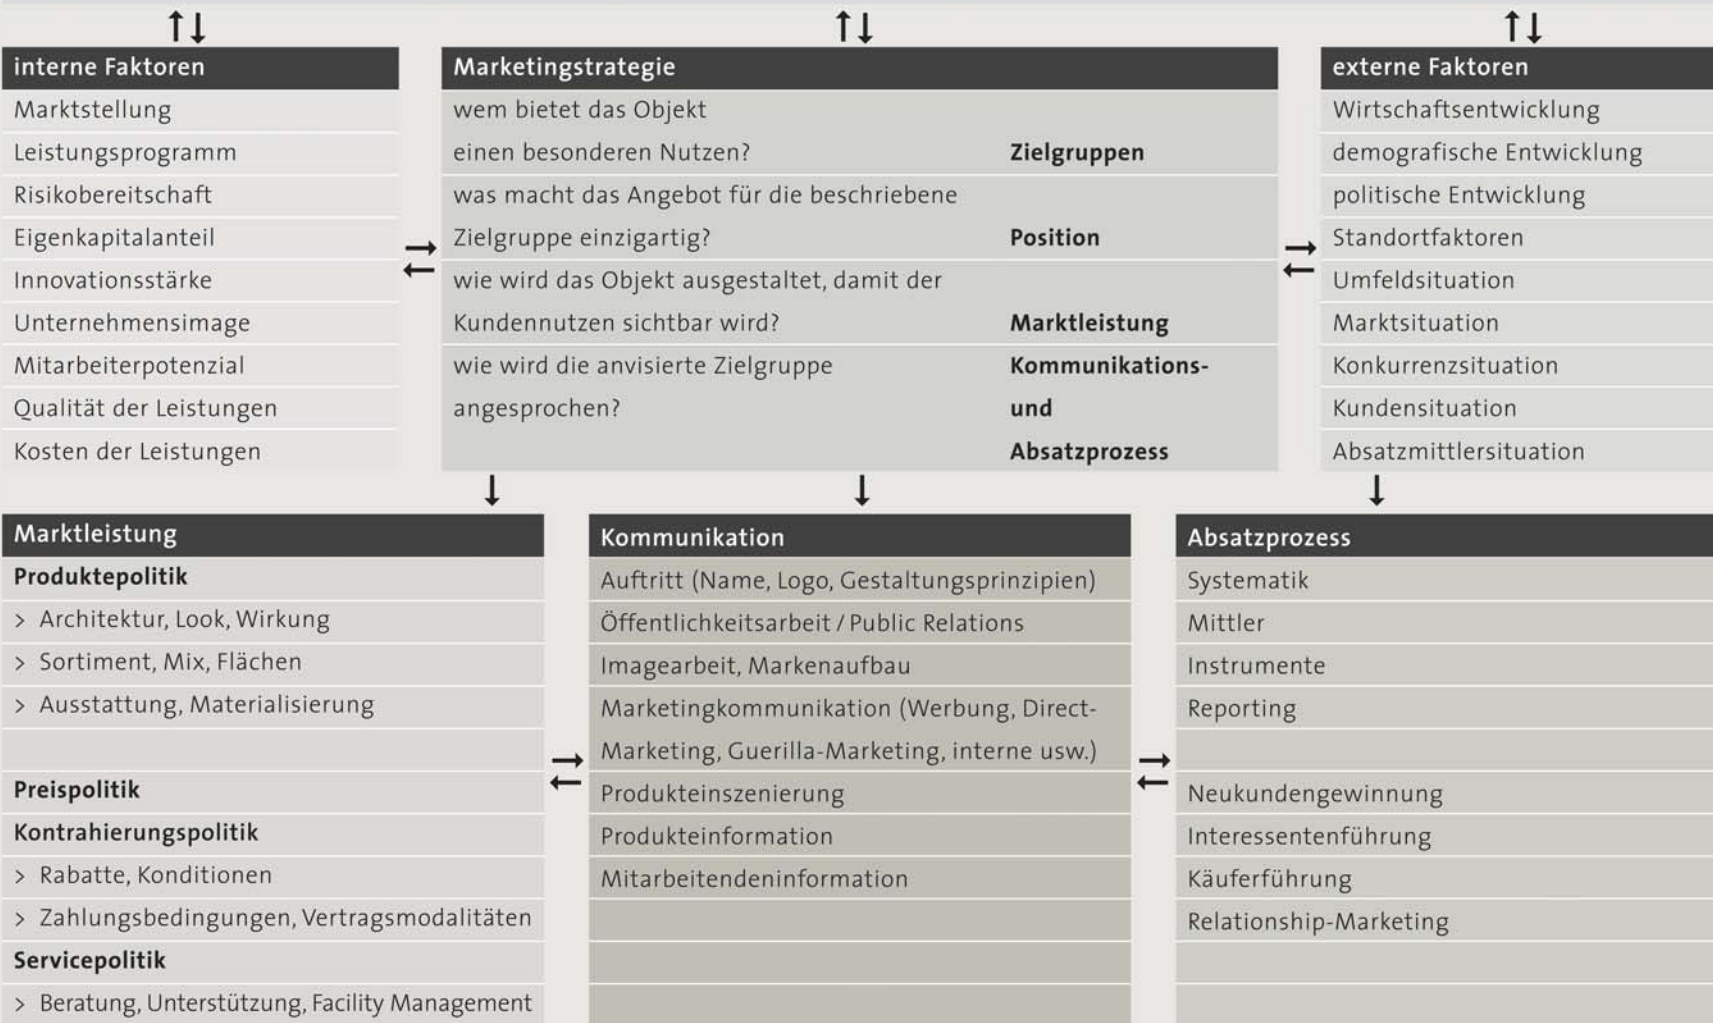 interne Faktoren
Marktstellung
Leistungsprogramm
Risikobereitschaft
Eigenkapitalanteil
Innovationsstärke
Unternehmensimage
Mitarbeiterpotenzial
Qualität der Leistungen
Kosten der Leistungen
Marketingstrategie
wem bietet das Objekt
einen besonderen Nutzen? Zielgruppen
was macht das Angebot für die beschriebene
Zielgruppe einzigartig? Position
wie wird das Objekt ausgestaltet, damit der
Kundennutzen sichtbar wird? Marktleistung
wie wird die anvisierte Zielgruppe Kommunikations-
angesprochen? und
Absatzprozess
externe Faktoren
Wirtschaftsentwicklung
demografische Entwicklung
politische Entwicklung
Standortfaktoren
Umfeldsituation
Marktsituation
Konkurrenzsituation
Kundensituation
Absatzmittlersituation
Marktleistung
Produktepolitik
> Architektur, Look, Wirkung
> Sortiment, Mix, Flächen
> Ausstattung, Materialisierung
Preispolitik
Kontrahierungspolitik
> Rabatte, Konditionen
> Zahlungsbedingungen, Vertragsmodalitäten
Servicepolitik
> Beratung, Unterstützung, Facility Management
Kommunikation
Auftritt (Name, Logo, Gestaltungsprinzipien)
Öffentlichkeitsarbeit / Public Relations
Imagearbeit, Markenaufbau
Marketingkommunikation (Werbung, Direct-
Marketing, Guerilla-Marketing, interne usw.)
Produkteinszenierung
Produkteinformation
Mitarbeitendeninformation
Absatzprozess
Systematik
Mittler
Instrumente
Reporting
Neukundengewinnung
Interessentenführung
Käuferführung
Relationship-Marketing